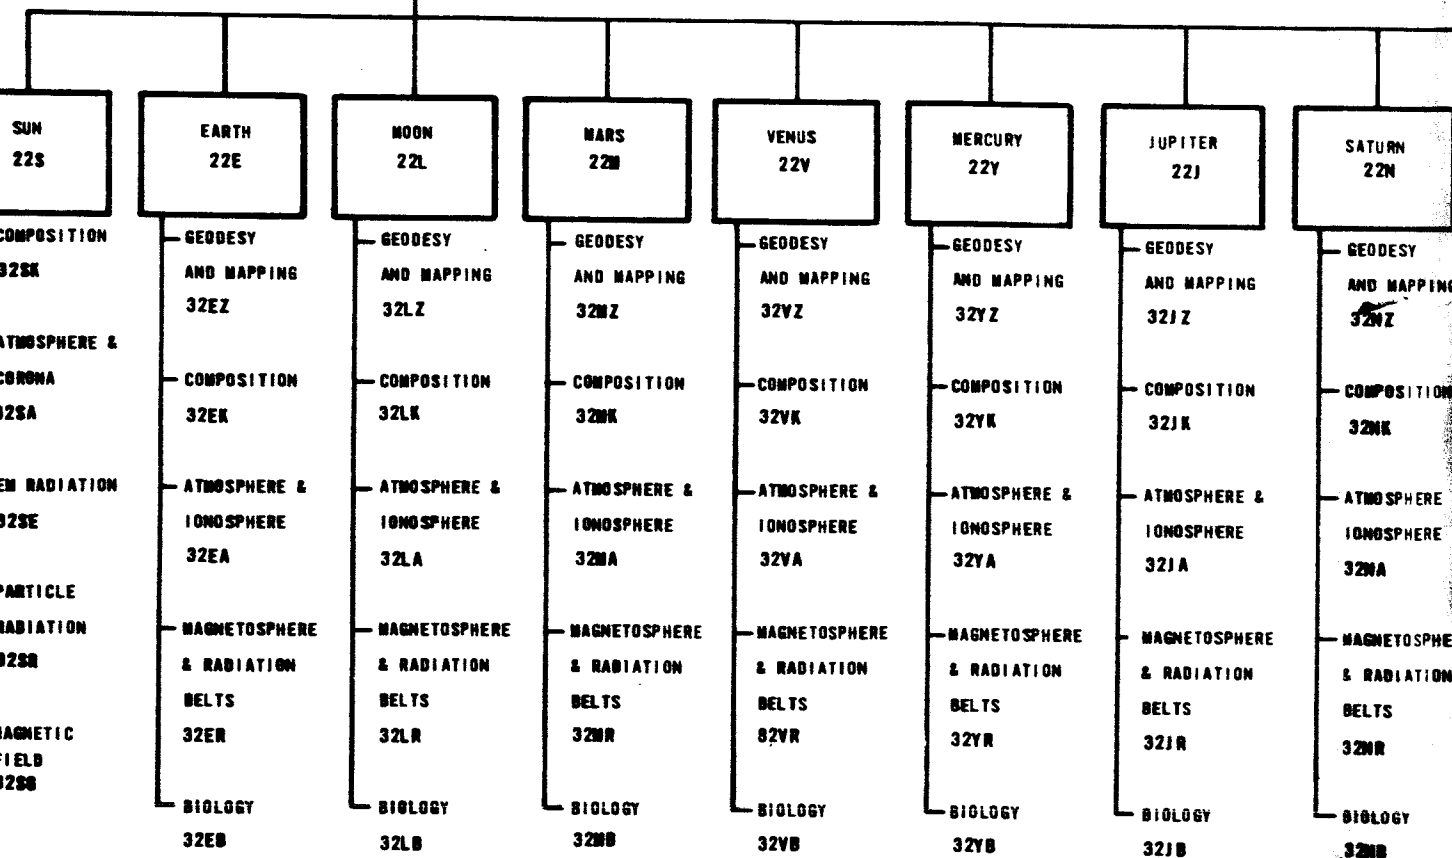 SUN
22S
COMPOSITION
32SK
ATMOSPHERE &
CORONA
32SA
EM RADIATION
32SE
PARTICLE
RADIATION
32SR
MAGNETIC
FIELD
EARTH
22E
GEODESY
AND MAPPING
32EZ
COMPOSITION
32EK
ATMOSPHERE &
IONOSPHERE
32EA
MAGNETOSPHERE
& RADIATION
BELTS
32ER
BIOLOGY
32EB
MOON
22L
GEODESY
AND MAPPING
32LZ
COMPOSITION
32LK
ATMOSPHERE &
IONOSPHERE
32LA
MAGNETOSPHERE
& RADIATION
BELTS
32LR
BIOLOGY
32LB
MARS
22M
GEODESY
AND MAPPING
32MZ
COMPOSITION
32MK
ATMOSPHERE &
IONOSPHERE
32MA
MAGNETOSPHERE
& RADIATION
BELTS
32MR
BIOLOGY
32MB
VENUS
22V
GEODESY
AND MAPPING
32VZ
COMPOSITION
32VK
ATMOSPHERE &
IONOSPHERE
32VA
MAGNETOSPHERE
& RADIATION
BELTS
82VR
BIOLOGY
32VB
MERCURY
22Y
GEODESY
AND MAPPING
32YZ
COMPOSITION
32YK
ATMOSPHERE &
IONOSPHERE
32YA
MAGNETOSPHERE
& RADIATION
BELTS
32YR
BIOLOGY
32YB
JUPITER
22J
GEODESY
AND MAPPING
32JZ
COMPOSITION
32JK
ATMOSPHERE &
IONOSPHERE
32JA
MAGNETOSPHERE
& RADIATION
BELTS
32JR
BIOLOGY
32JB
SATURN
22N
GEODESY
AND MAPPING
32NZ
COMPOSITION
32NK
ATMOSPHERE
IONOSPHERE
32NA
MAGNETOSPHE
& RADIATION
BELTS
32NR
BIOLOGY
32NB